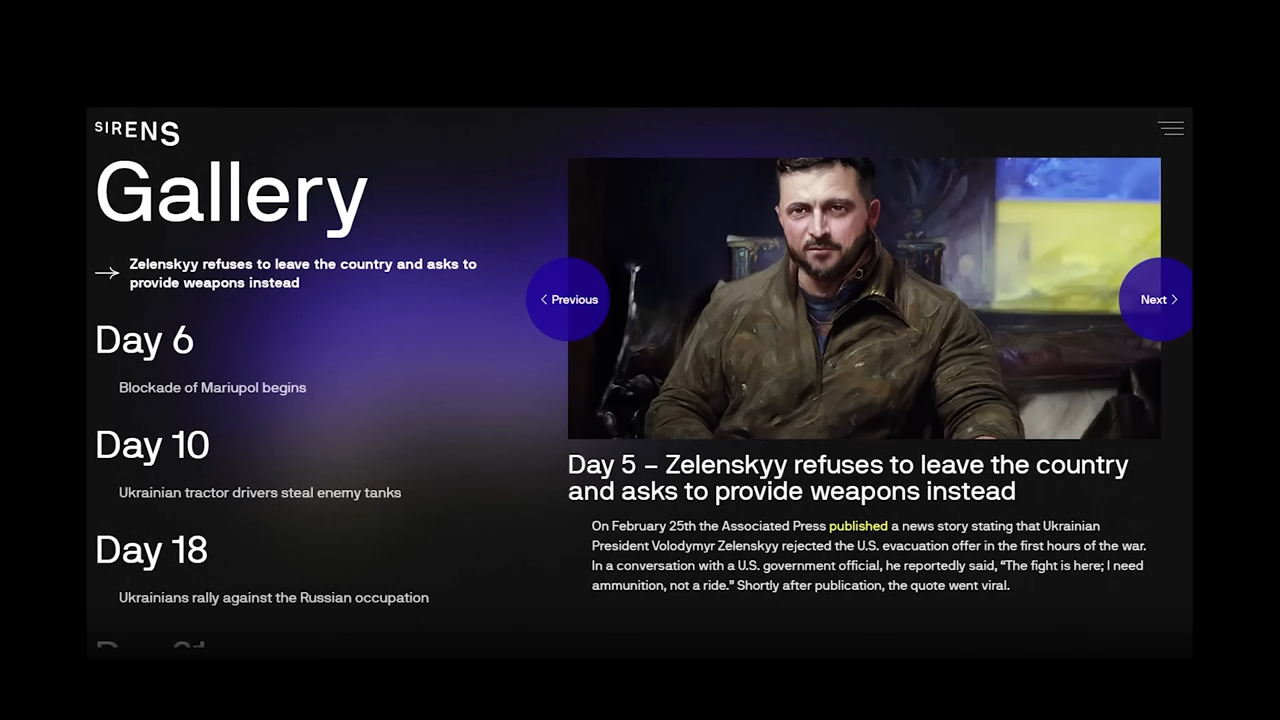 SIRENS
Gallery
Zelenskyy refuses to leave the country and asks to
provide weapons instead
Day 6
Blockade of Mariupol begins
Day 10
Ukrainian tractor drivers steal enemy tanks
Day 18
Ukrainians rally against the Russian occupation
Previous
Next
Day 5 – Zelenskyy refuses to leave the country
and asks to provide weapons instead
On February 25th the Associated Press published a news story stating that Ukrainian
President Volodymyr Zelenskyy rejected the U.S. evacuation offer in the first hours of the war.
In a conversation with a U.S. government official, he reportedly said, “The fight is here; I need
ammunition, not a ride.” Shortly after publication, the quote went viral.